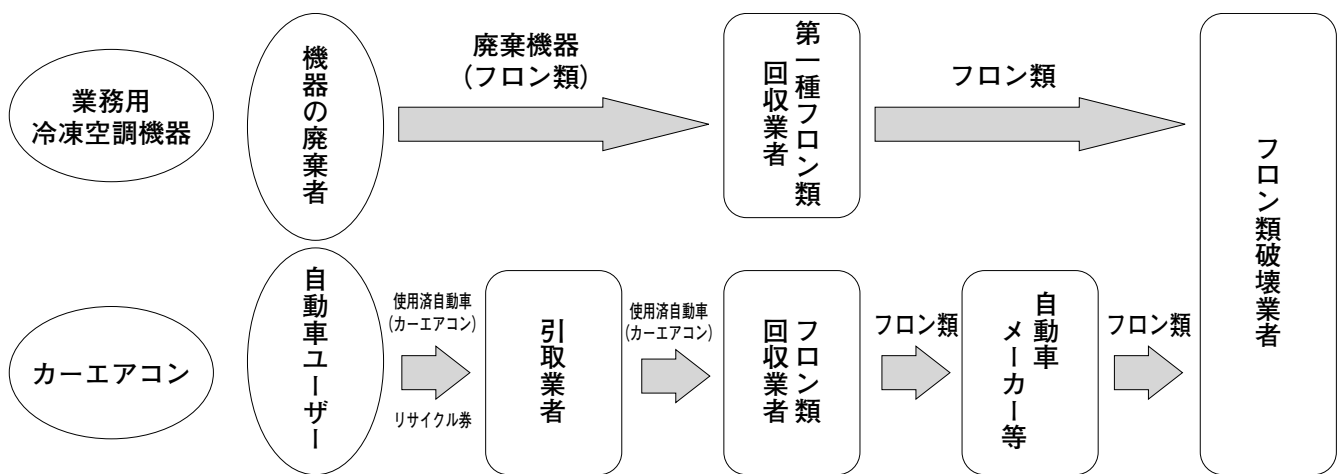 業務用
冷凍空調機器
機器の廃棄者
廃棄機器
(フロン類)
第一種フロン類
回収業者
フロン類
フロン類破壊業者
カーエアコン
自動車ユーザー
使用済自動車
(カーエアコン)
リサイクル券
引取業者
使用済自動車
(カーエアコン)
フロン類
回収業者
フロン類
自動車
メーカー等
フロン類